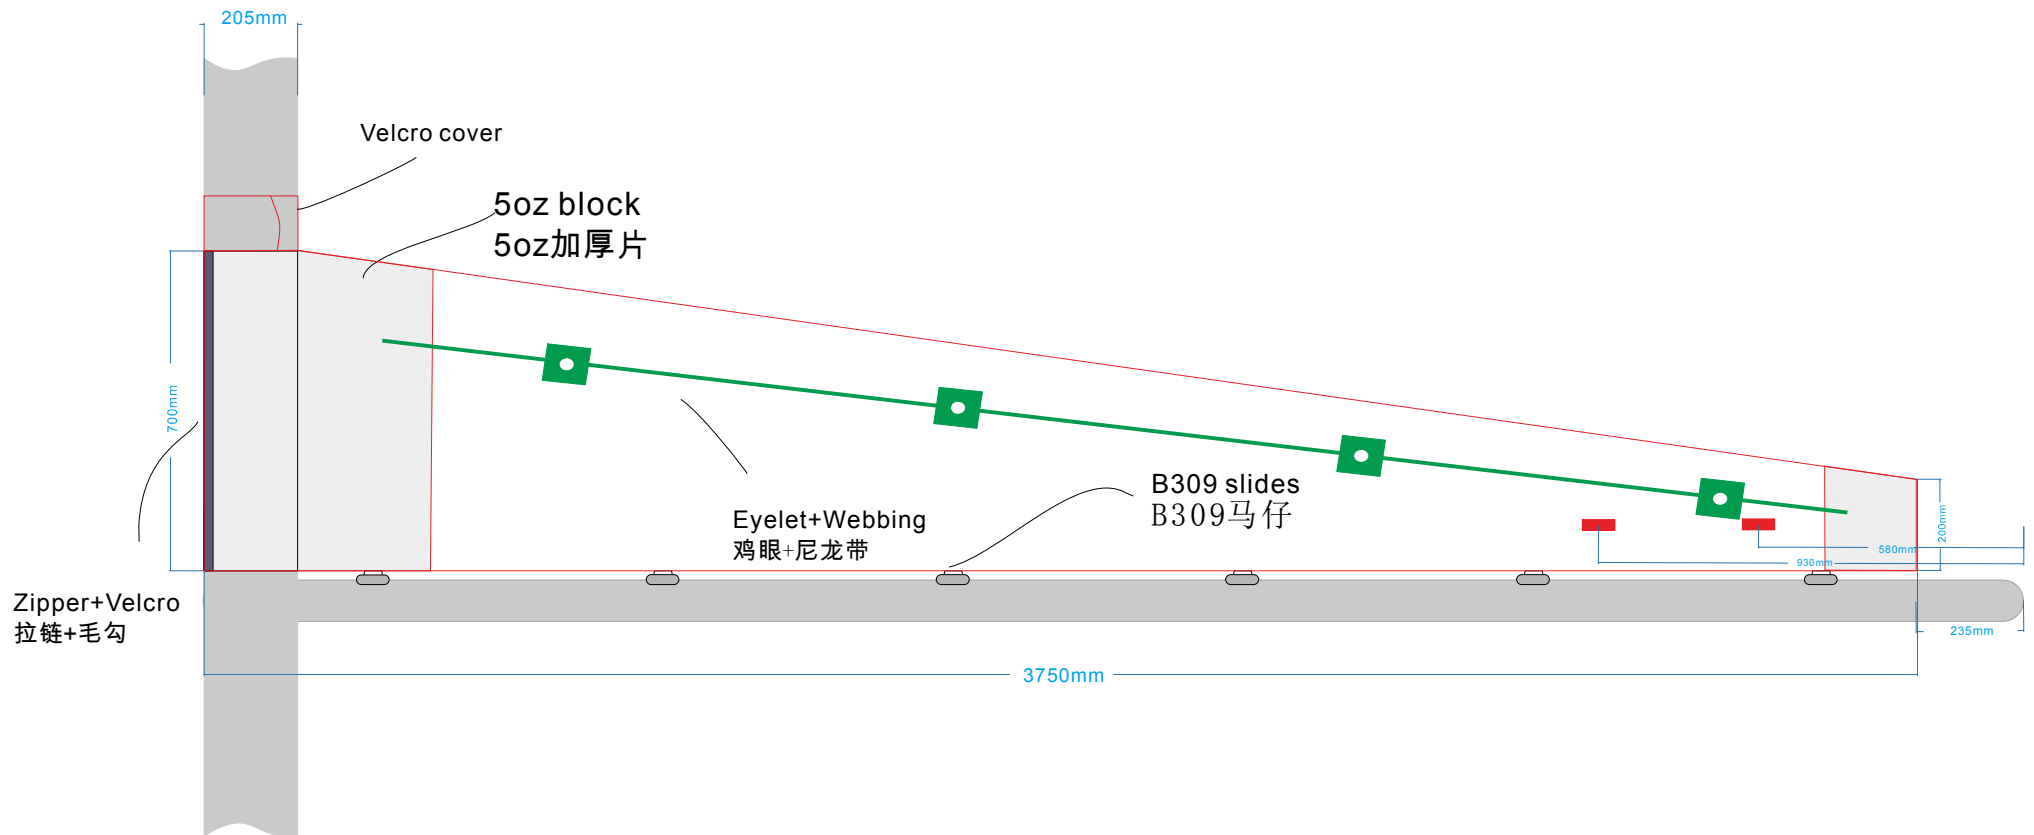 205mm
Velcro cover
5oz block
5oz加厚片
700mm
B309 slides
B309马仔
Eyelet+Webbing
鸡眼+尼龙带
200mm
580mm
930mm
Zipper+Velcro
拉链+毛勾
235mm
3750mm